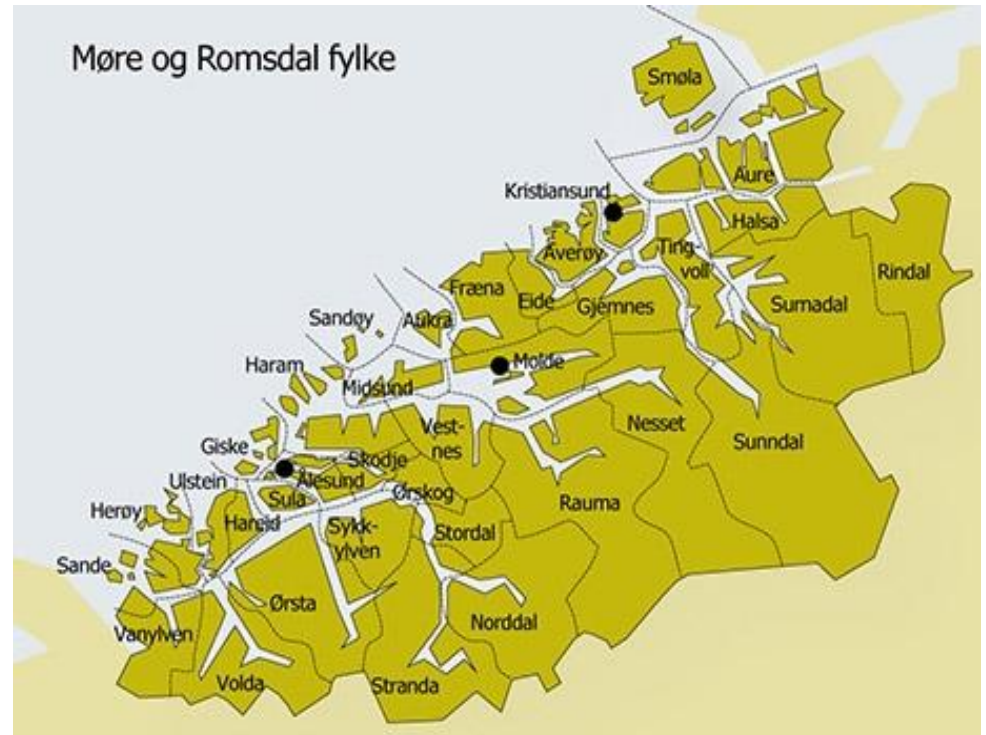 Møre og Romsdal fylke
Smøla
Aure
Kristiansund
Halsa
Averøy
Ting-
voll
Rindal
Fræna
Eide
Gjemnes
Surnadal
Sandøy
Aukra
Haram
Molde
Midsund
Nesset
Vest-
nes
Sunndal
Giske
Skodje
Ulstein
Ålesund
Ørskog
Sula
Rauma
Herøy
Hareid
Sykk-
ylven
Stordal
Sande
Ørsta
Norddal
Vanylven
Volda
Stranda